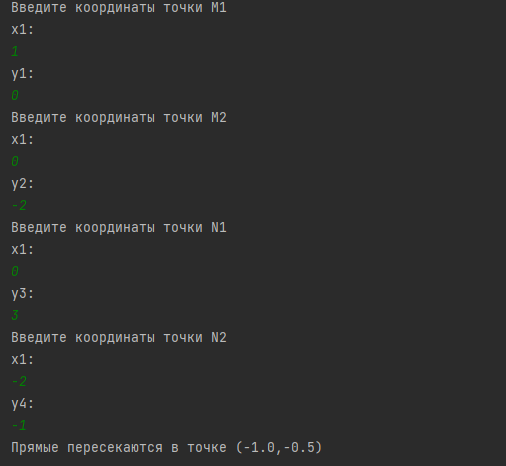 Введите координаты точки M1
x1:
1
y1:
0
Введите координаты точки M2
x1:
0
y2:
-2
Введите координаты точки N1
x1:
0
y3:
3
Введите координаты точки N2
x1:
-2
y4:
-1
Прямые пересекаются в точке (-1.0,-0.5)